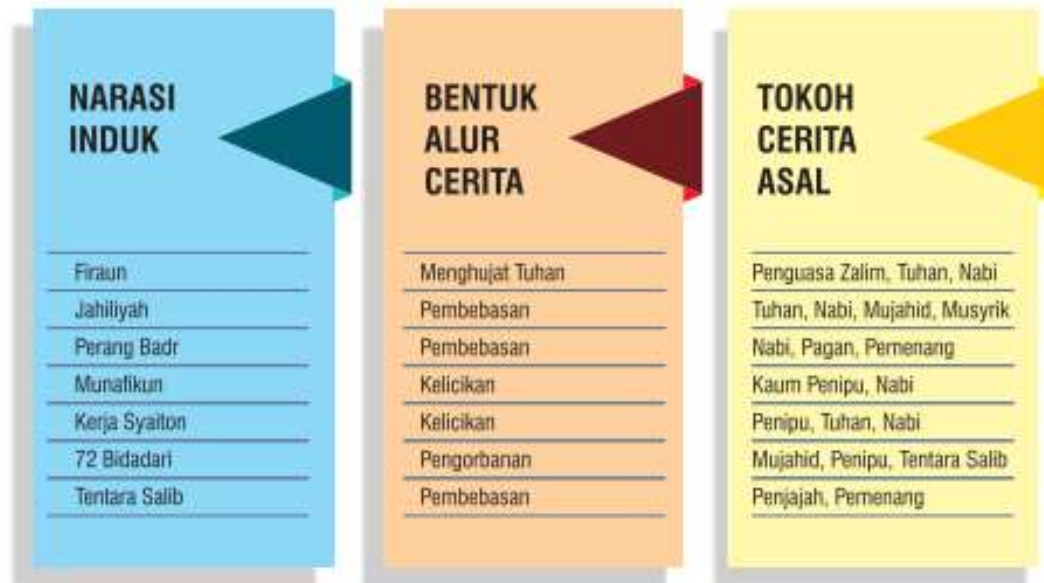 NARASI
INDUK
Firaun
Jahiliyah
Perang Badr
Munafikun
Kerja Syaiton
72 Bidadari
Tentara Salib
BENTUK
ALUR
CERITA
Menghujat Tuhan
Pembebasan
Pembebasan
Kelicikan
Kelicikan
Pengorbanan
Pembebasan
TOKOH
CERITA
ASAL
Penguasa Zalim, Tuhan, Nabi
Tuhan, Nabi, Mujahid, Musyrik
Nabi, Pagan, Pemenang
Kaum Penipu, Nabi
Penipu, Tuhan, Nabi
Mujahid, Penipu, Tentara Salib
Penjajah, Pemenang